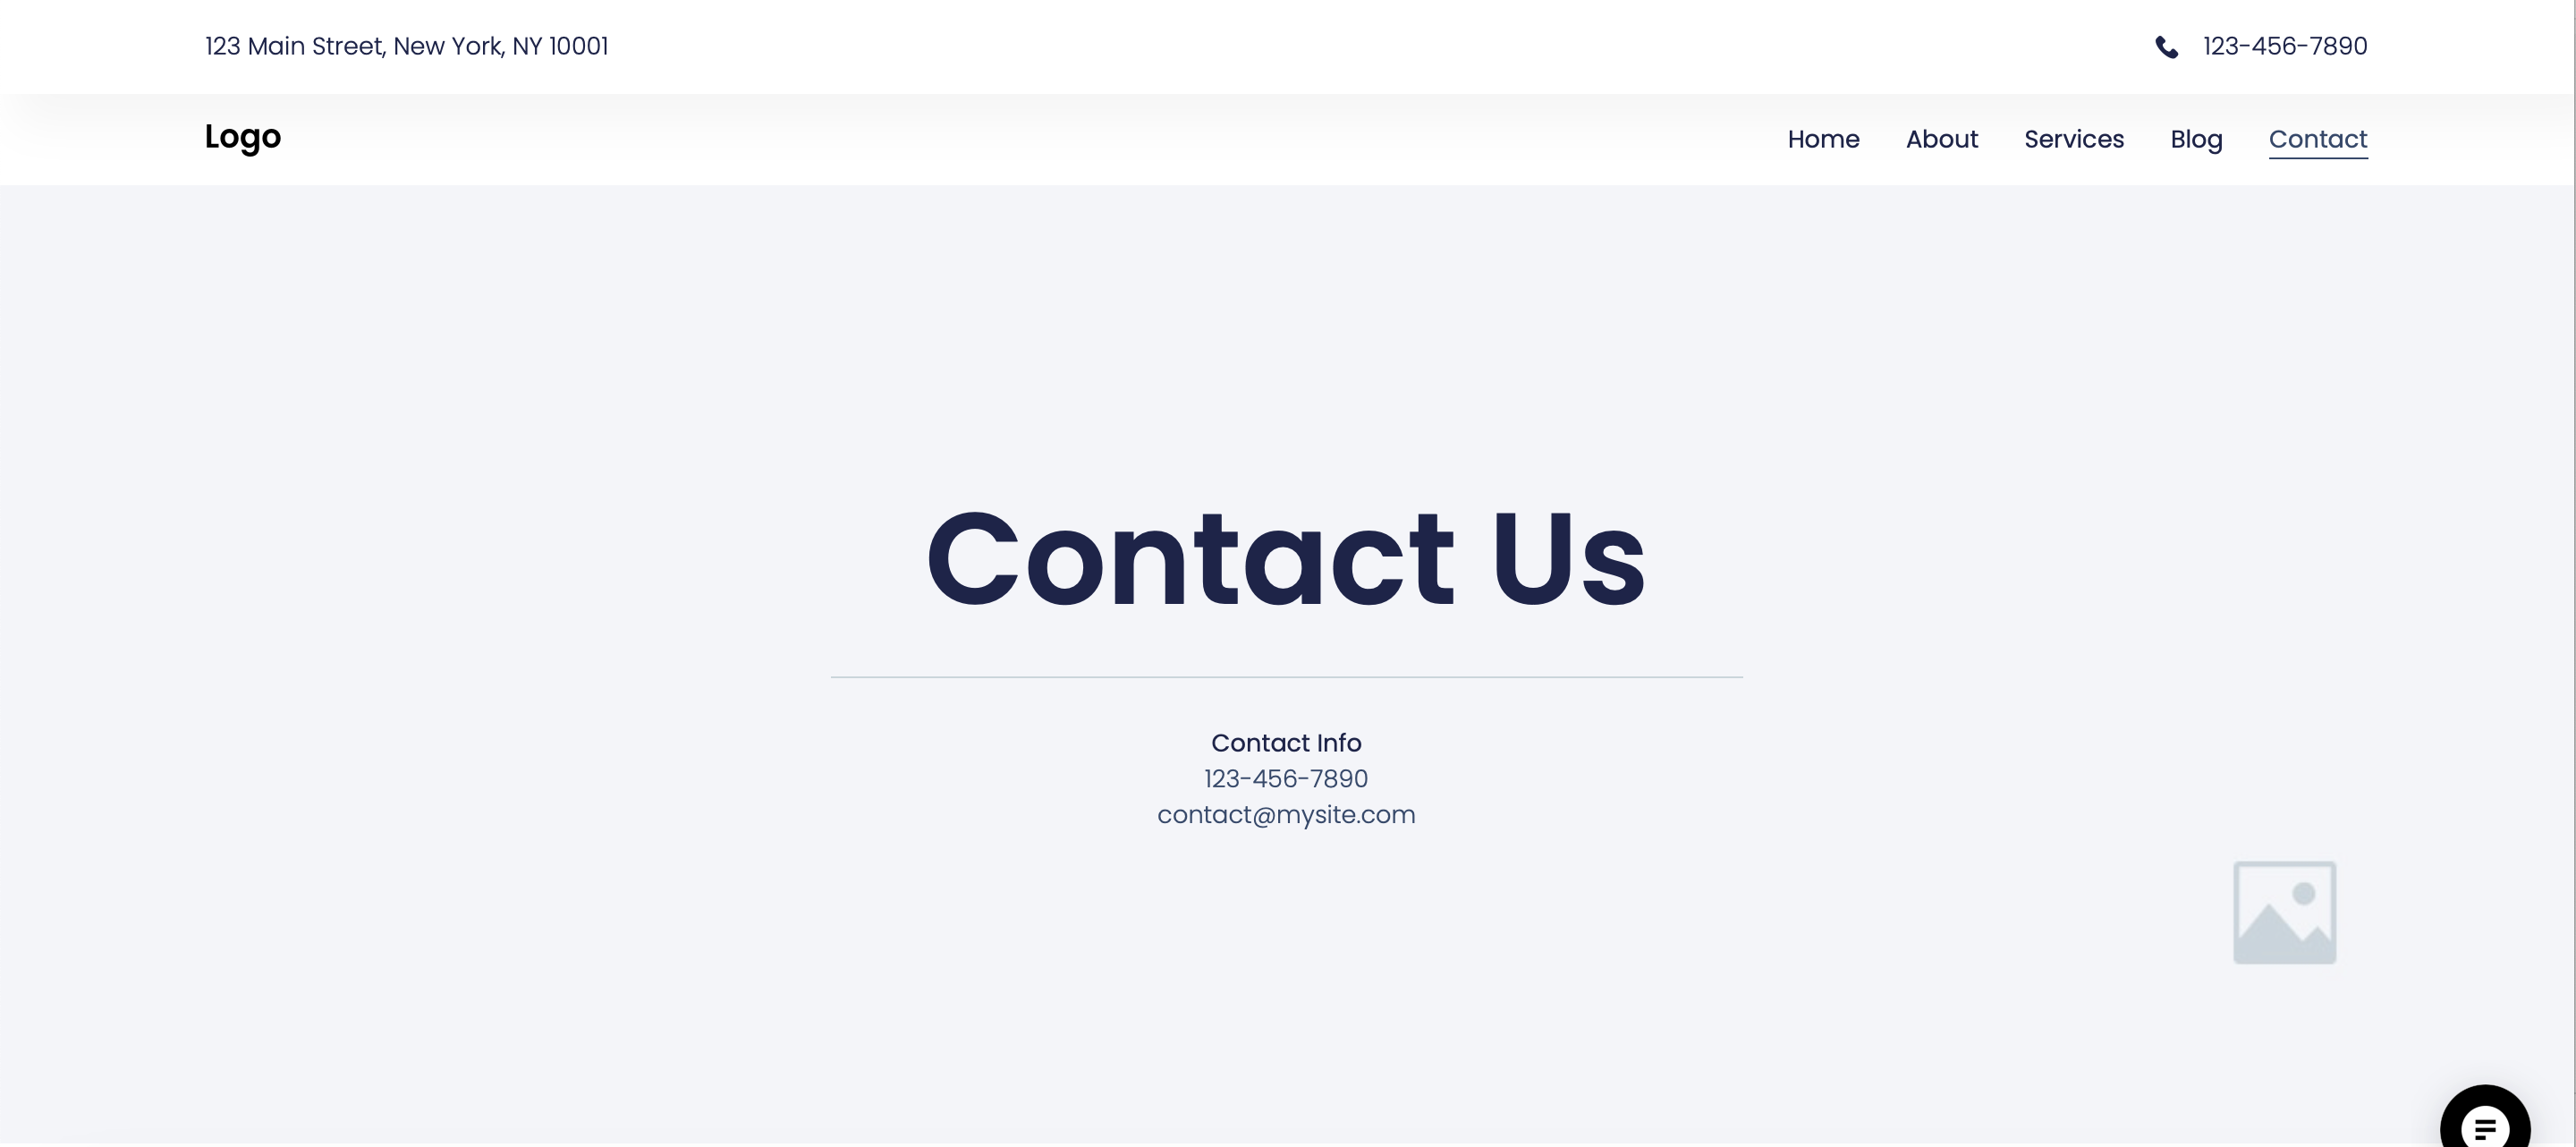 123 Main Street, New York, NY 10001
123-456-7890
Logo
Home About Services Blog Contact
Contact Us
Contact Info
123-456-7890
contact@mysite.com